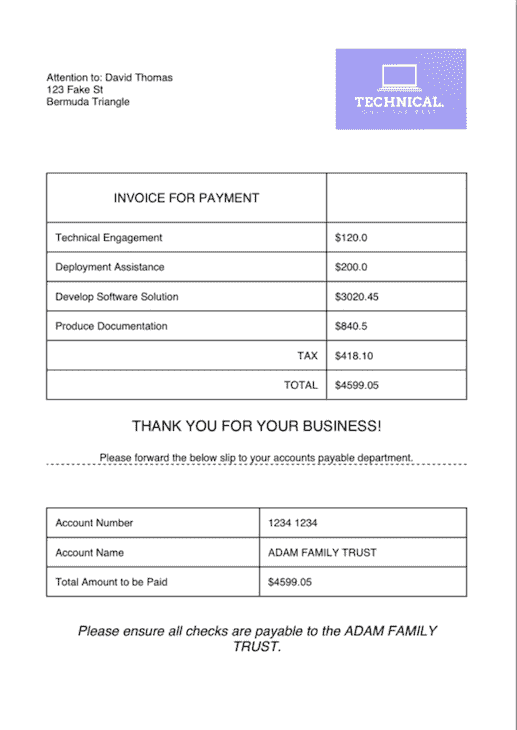 Attention to: David Thomas
123 Fake St
Bermuda Triangle
TECHNICAL.
INVOICE FOR PAYMENT
Technical Engagement $120.0
Deployment Assistance $200.0
Develop Software Solution $3020.45
Produce Documentation $840.5
TAX $418.10
TOTAL $4599.05
THANK YOU FOR YOUR BUSINESS!
Please forward the below slip to your accounts payable department.
Account Number 1234 1234
Account Name ADAM FAMILY TRUST
Total Amount to be Paid $4599.05
Please ensure all checks are payable to the ADAM FAMILY
TRUST.